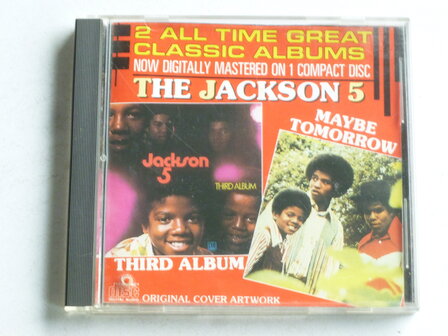 2 ALL TIME GREAT
CLASSIC ALBUMS
NOW DIGITALLY MASTERED ON 1 COMPACT DISC
THE JACKSON 5
MAYBE
TOMORROW
Jackson
5
THIRD ALBUM
THIRD ALBUM
disc
ORIGINAL COVER ARTWORK